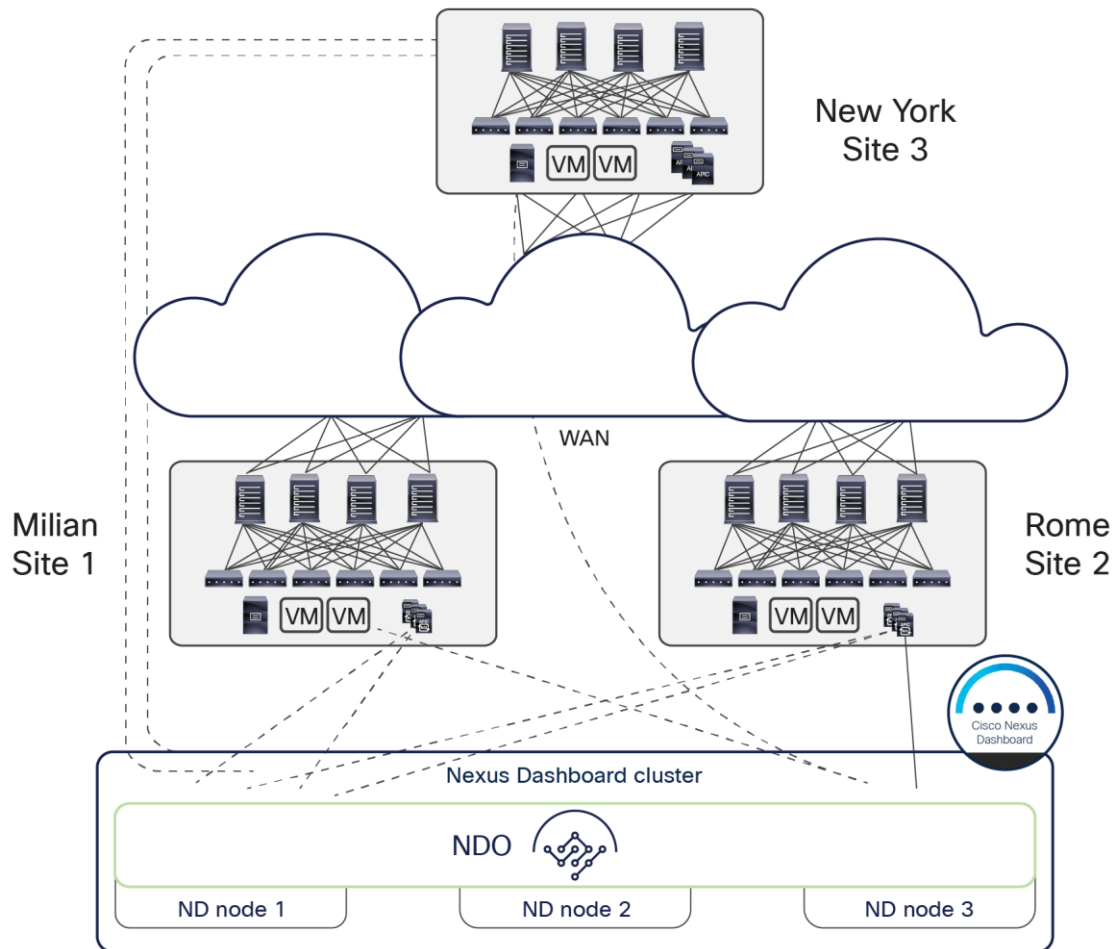 New York
Site 3
VM VM
APIC
WAN
Milian
Site 1
VM VM
Rome
Site 2
VM VM
Cisco Nexus
Dashboard
Nexus Dashboard cluster
NDO
ND node 1
ND node 2
ND node 3